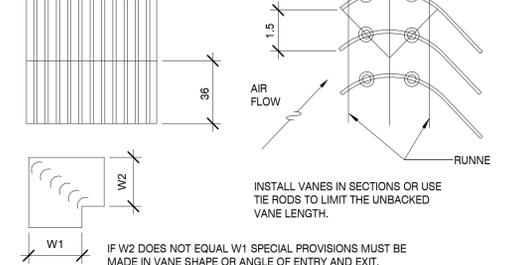 1.5
36
AIR
FLOW
RUNNE
W2
INSTALL VANES IN SECTIONS OR USE
TIE RODS TO LIMIT THE UNBACKED
VANE LENGTH.
W1
IF W2 DOES NOT EQUAL W1 SPECIAL PROVISIONS MUST BE
MADE IN VANE SHAPE OR ANGLE OF ENTRY AND EXIT.